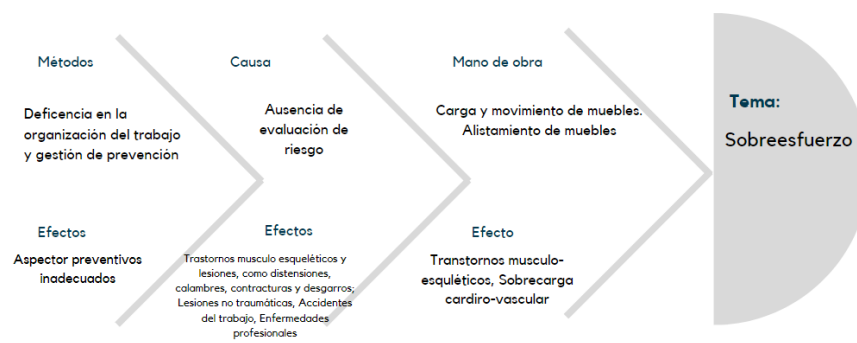 Métodos
Deficencia en la
organización del trabajo
y gestión de prevención
Efectos
Aspector preventivos
inadecuados
Causa
Ausencia de
evaluación de
riesgo
Efectos
Trastornos musculo esqueléticos y
lesiones, como distensiones,
calambres, contracturas y desgarros;
Lesiones no traumáticas, Accidentes
del trabajo, Enfermedades
profesionales
Mano de obra
Carga y movimiento de muebles.
Alistamiento de muebles
Efecto
Transtornos musculo-
esquléticos, Sobrecarga
cardiro-vascular
Tema:
Sobreesfuerzo